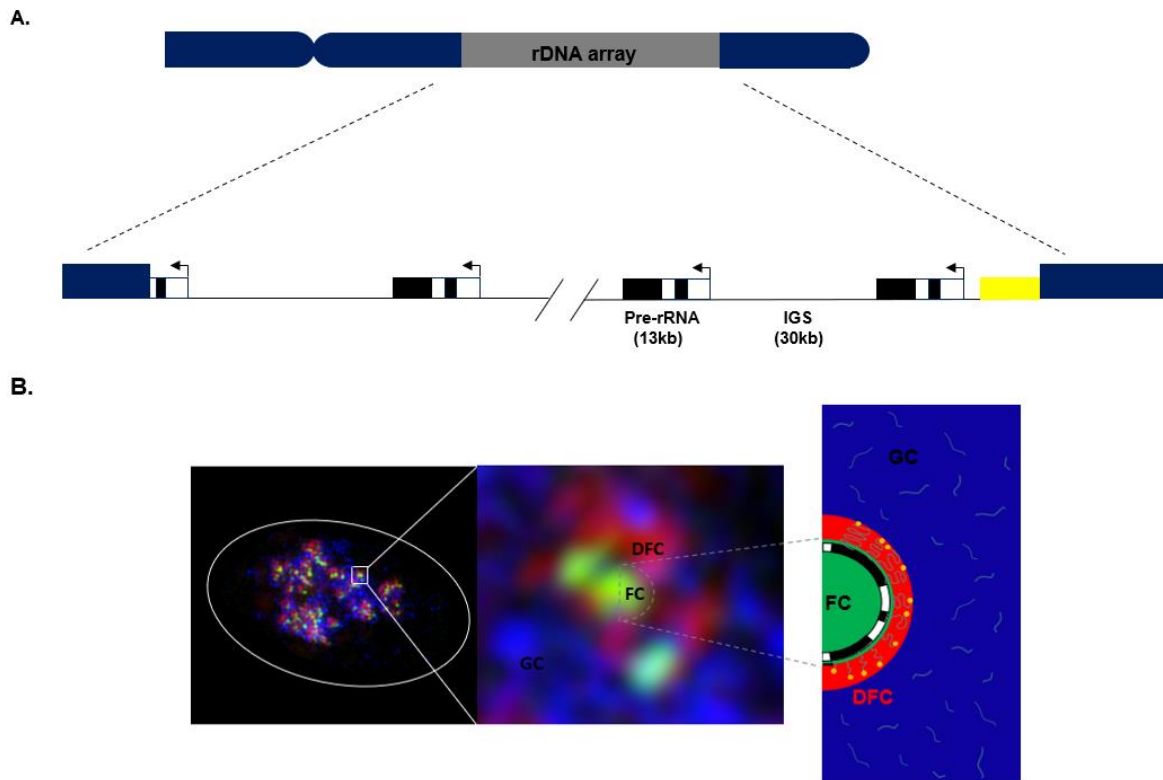 A.
rDNA array
Pre-rRNA
(13kb)
IGS
(30kb)
B.
GC
DFC
FC
GC
FC
DFC